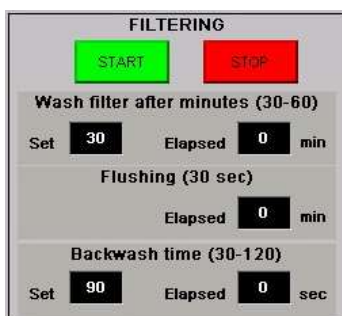 FILTERING
START STOP
Wash filter after minutes (30-60)
Set 30 Elapsed 0 min
Flushing (30 sec)
Elapsed 0 min
Backwash time (30-120)
Set 90 Elapsed 0 sec